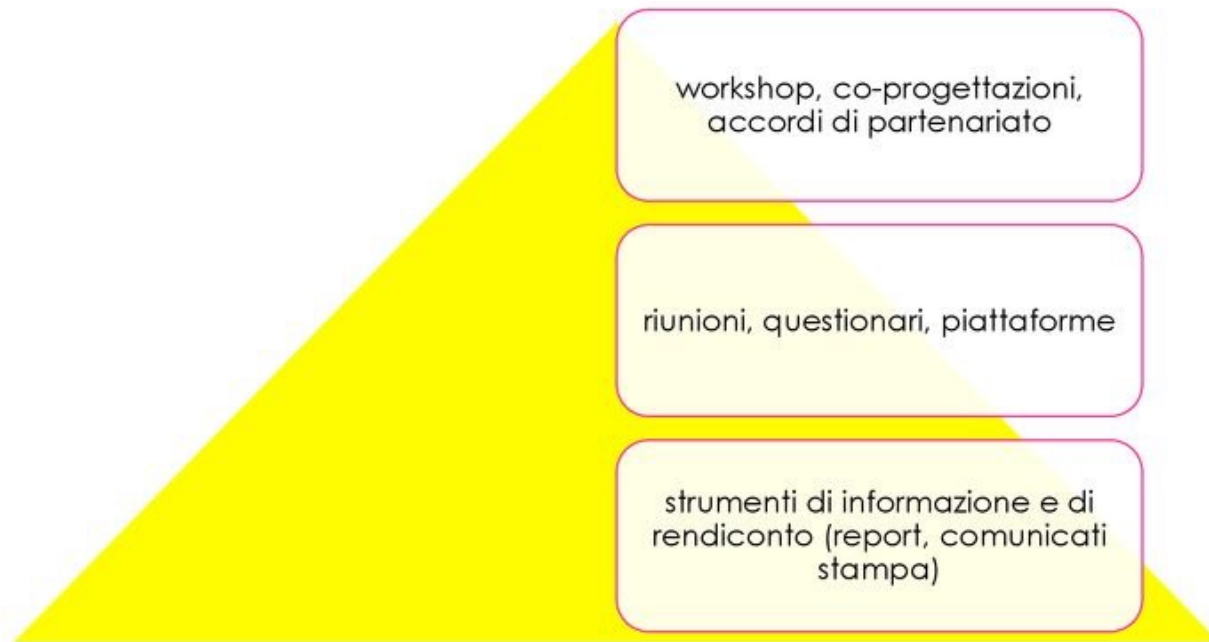 workshop, co-progettazioni,
accordi di partenariato
riunioni, questionari, piattaforme
strumenti di informazione e di
rendiconto (report, comunicati
stampa)